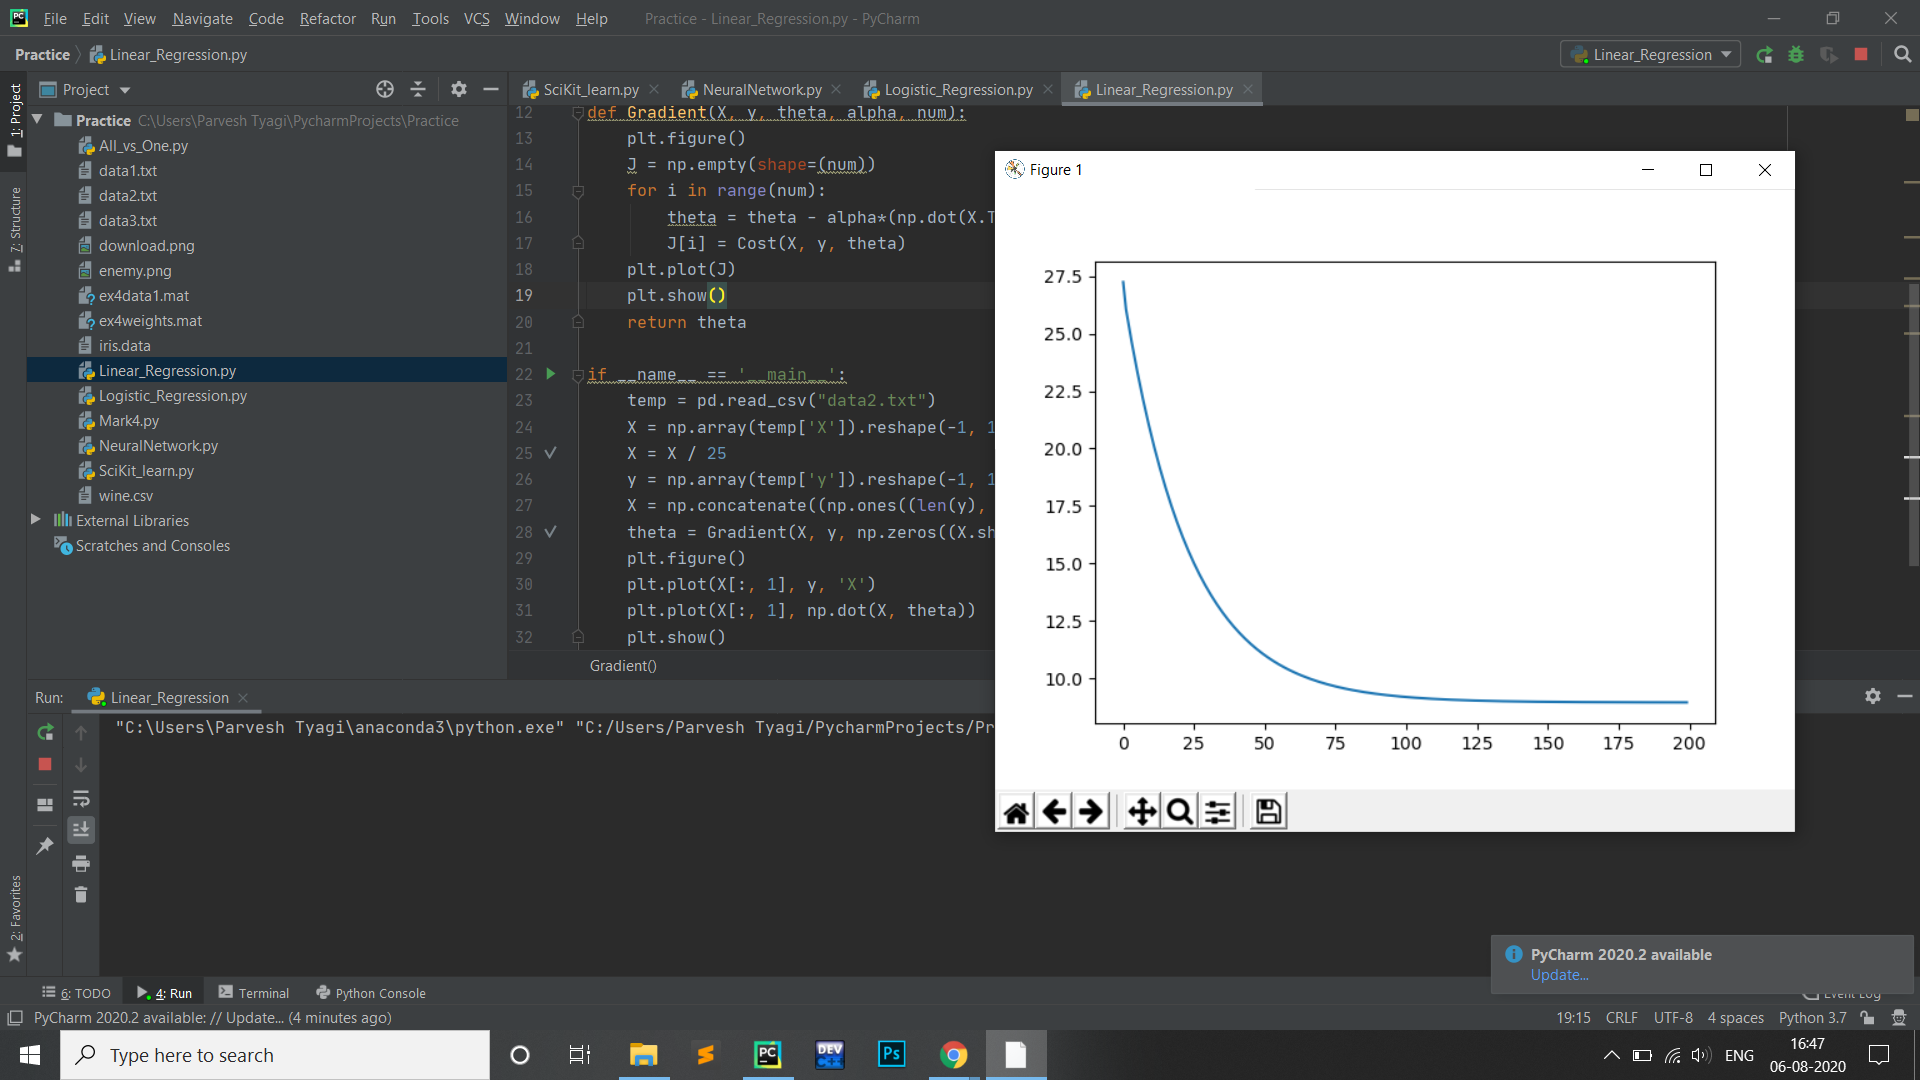 File Edit View Navigate Code Refactor Run Tools VCS Window Help Practice - Linear_Regression.py - PyCharm
Practice Linear_Regression.py Linear_Regression
1: Project
7: Structure
2: Favorites
Project
Practice C:\Users\Parvesh Tyagi\PycharmProjects\Practice
All_vs_One.py
data1.txt
data2.txt
data3.txt
download.png
enemy.png
ex4data1.mat
ex4weights.mat
iris.data
Linear_Regression.py
Logistic_Regression.py
Mark4.py
NeuralNetwork.py
SciKit_learn.py
wine.csv
External Libraries
Scratches and Consoles
SciKit_learn.py NeuralNetwork.py Logistic_Regression.py Linear_Regression.py
12 def Gradient(X, y, theta, alpha, num):
13 plt.figure()
14 J = np.empty(shape=(num))
15 for i in range(num):
16 theta = theta - alpha*(np.dot(X.T
17 J[i] = Cost(X, y, theta)
18 plt.plot(J)
19 plt.show()
20 return theta
21
22 if __name__ == '__main__':
23 temp = pd.read_csv("data2.txt")
24 X = np.array(temp['X']).reshape(-1, 1
25 X = X / 25
26 y = np.array(temp['y']).reshape(-1, 1
27 X = np.concatenate((np.ones((len(y),
28 theta = Gradient(X, y, np.zeros((X.sh
29 plt.figure()
30 plt.plot(X[:, 1], y, 'X')
31 plt.plot(X[:, 1], np.dot(X, theta))
32 plt.show()
Gradient()
Figure 1
27.5
25.0
22.5
20.0
17.5
15.0
12.5
10.0
0 25 50 75 100 125 150 175 200
Run: Linear_Regression
"C:\Users\Parvesh Tyagi\anaconda3\python.exe" "C:/Users/Parvesh Tyagi/PycharmProjects/Pr
PyCharm 2020.2 available
Update...
6: TODO 4: Run Terminal Python Console Event Log
PyCharm 2020.2 available: // Update... (4 minutes ago) 19:15 CRLF UTF-8 4 spaces Python 3.7
Type here to search
PC
DEV
C++
Ps
ENG
16:47
06-08-2020